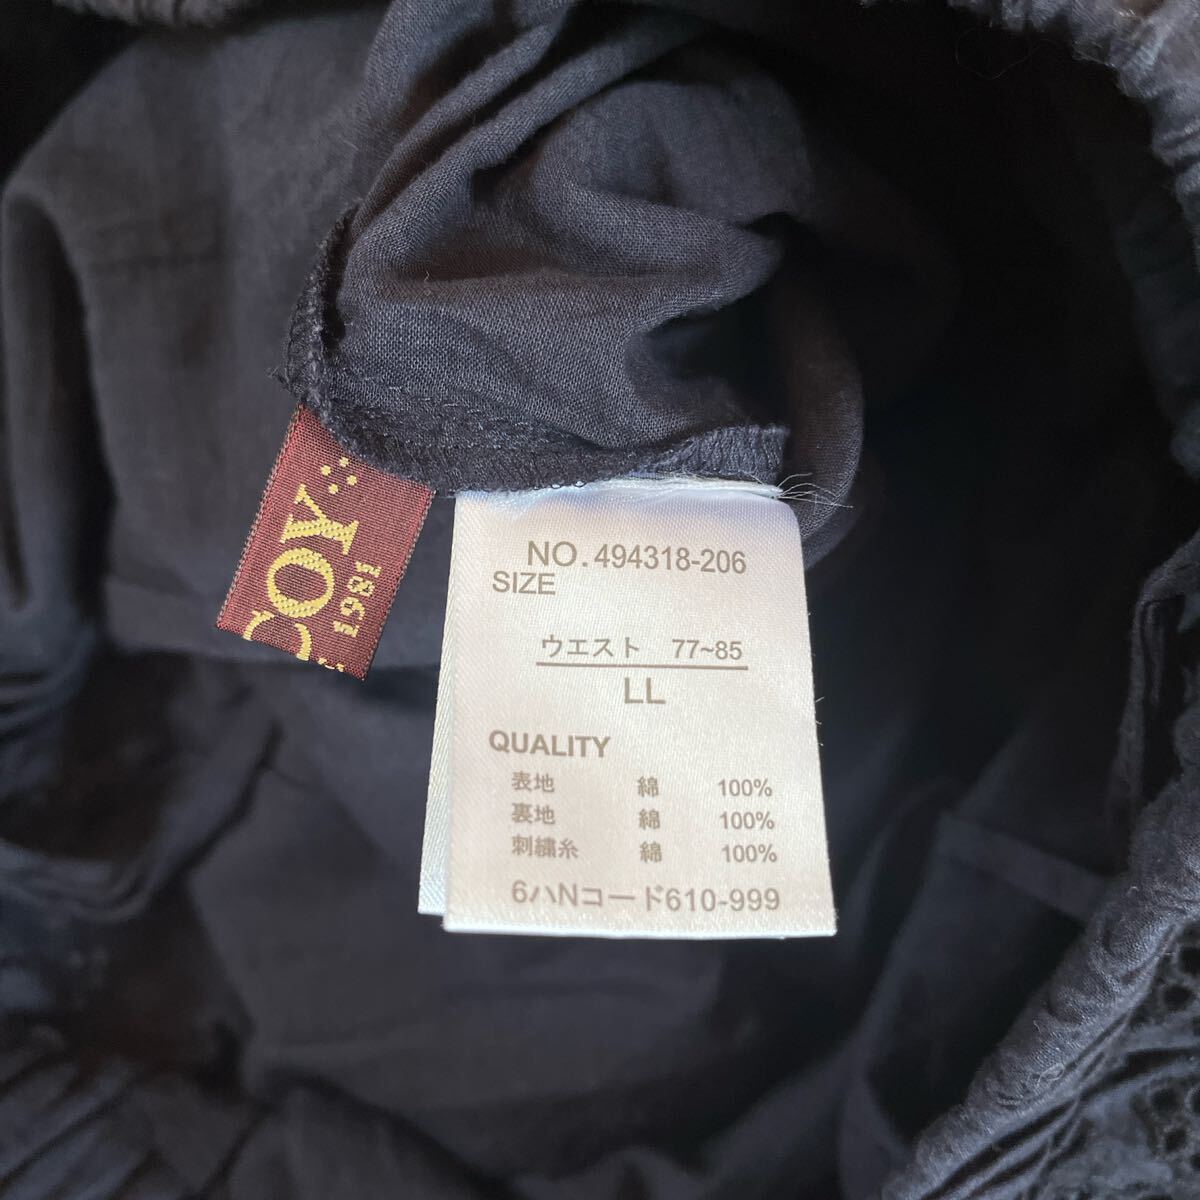 COY
1981
NO.494318-206
SIZE
ウエスト 77~85
LL
QUALITY
表地 綿 100%
裏地 綿 100%
刺繍糸 綿 100%
6ハNコード610-999